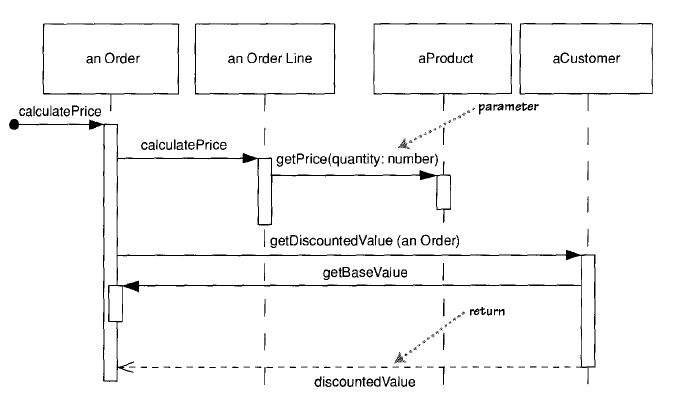 an Order
an Order Line
aProduct
aCustomer
calculatePrice
parameter
calculatePrice
getPrice(quantity: number)
getDiscountedValue (an Order)
getBaseValue
return
discountedValue